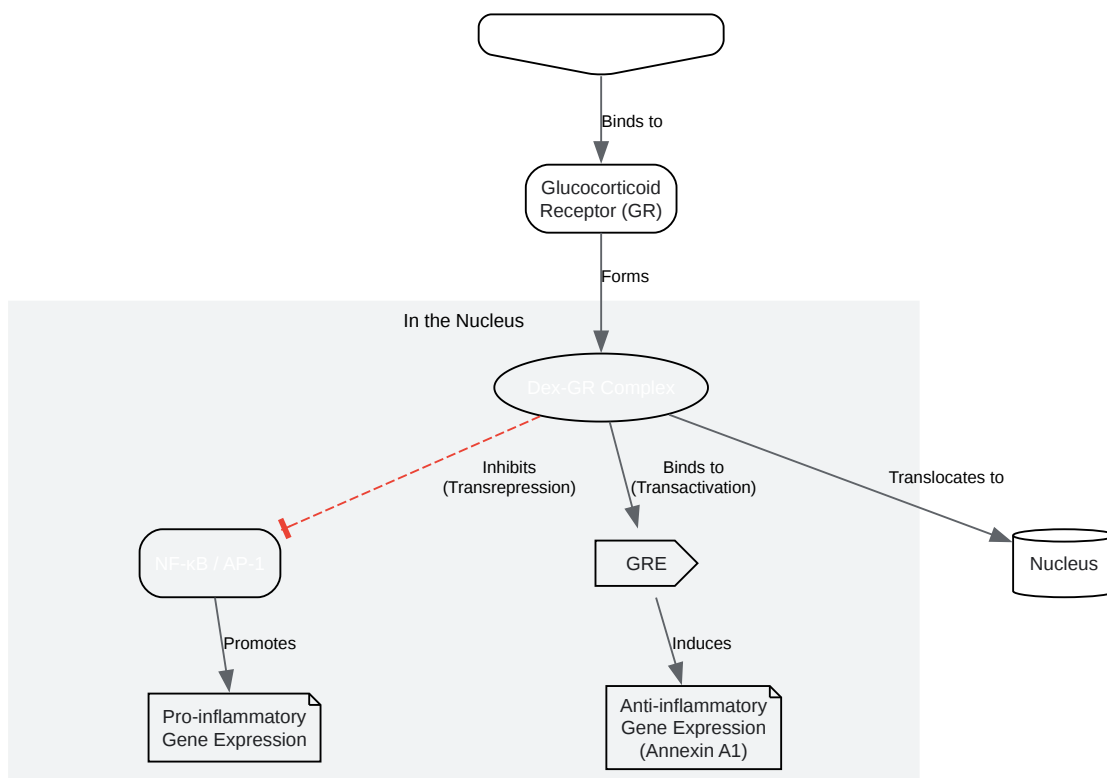 Binds to
Glucocorticoid
Receptor (GR)
Forms
In the Nucleus
Dex-GR Complex
Inhibits
(Transrepression)
Binds to
(Transactivation)
Translocates to
NF-κB / AP-1
GRE
Nucleus
Promotes
Induces
Pro-inflammatory
Gene Expression
Anti-inflammatory
Gene Expression
(Annexin A1)